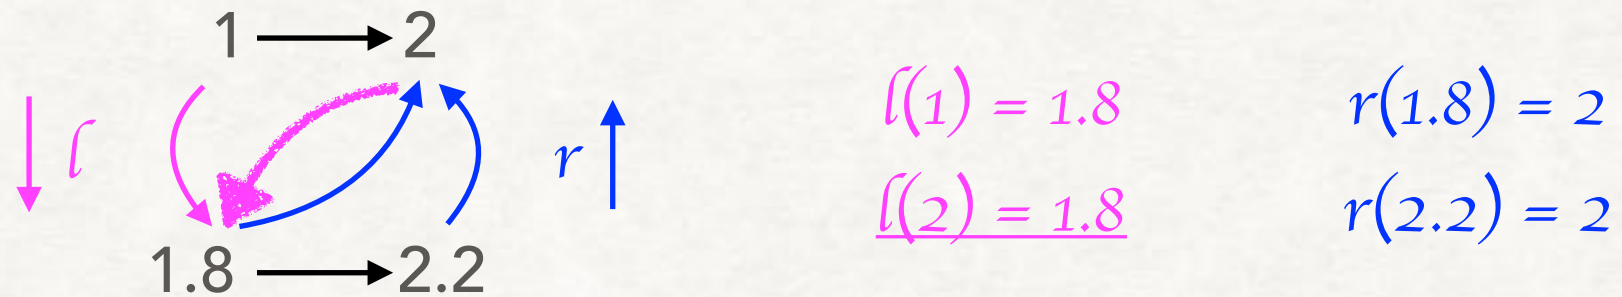 1 2
l(1) = 1.8 r(1.8) = 2
l r
l(2) = 1.8 r(2.2) = 2
1.8 2.2